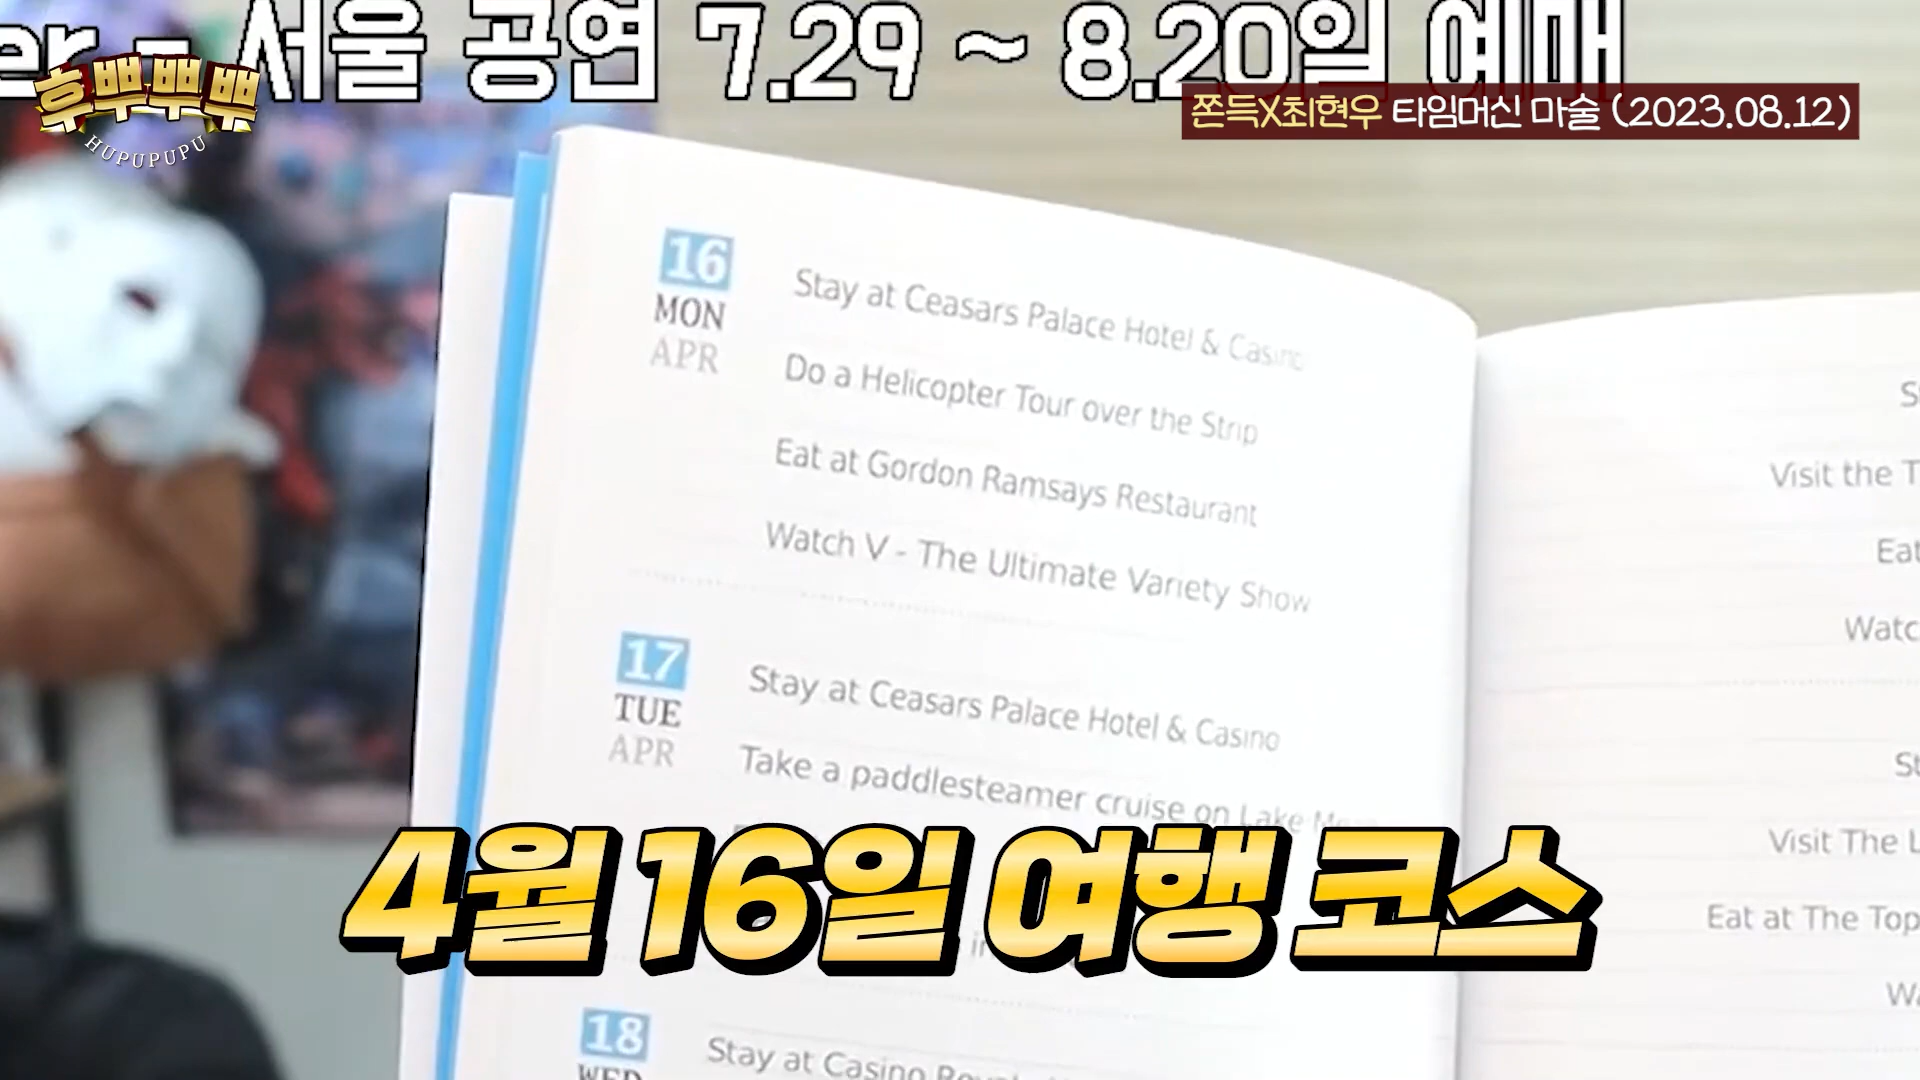 er - 서울 공연 7.29 ~ 8.20일 예매
후뿌뿌뿌
HUPUPUPU
쫀득X최현우 타임머신 마술 (2023.08.12)
16
MON
APR
Stay at Ceasars Palace Hotel & Casino
Do a Helicopter Tour over the Strip
Eat at Gordon Ramsays Restaurant
Watch V - The Ultimate Variety Show
17
TUE
APR
Stay at Ceasars Palace Hotel & Casino
Take a paddlesteamer cruise on Lake
4월 16일 여행 코스
18
WED
Stay at Casino
Visit the
Eat
Visit The
Eat at The Top